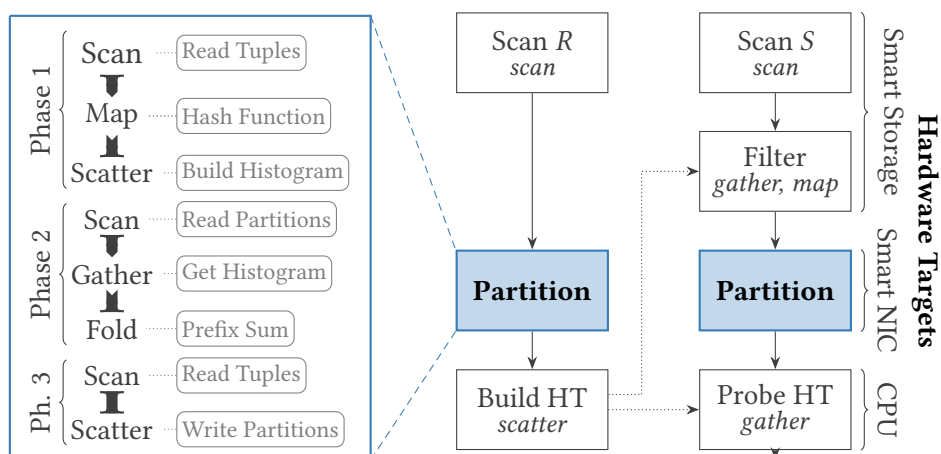 Phase 1
Scan
Read Tuples
Map
Hash Function
Scatter
Build Histogram
Phase 2
Scan
Read Partitions
Gather
Get Histogram
Fold
Prefix Sum
Ph. 3
Scan
Read Tuples
Scatter
Write Partitions
Scan R
scan
Partition
Build HT
scatter
Scan S
scan
Filter
gather, map
Partition
Probe HT
gather
Smart Storage
Smart NIC
CPU
Hardware Targets